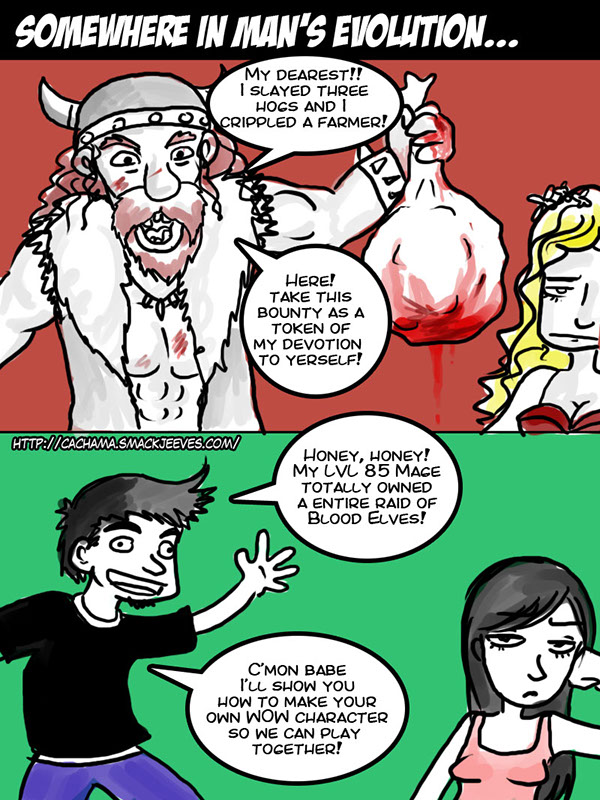 SOMEWHERE IN MAN'S EVOLUTION...
MY DEAREST!!
I SLAYED THREE
HOGS AND I
CRIPPLED A FARMER!
HERE!
TAKE THIS
BOUNTY AS A
TOKEN OF
MY DEVOTION
TO YERSELF!
HTTP://CACHAMA.SMACKJEEVES.COM/
HONEY, HONEY!
MY LVL 85 MAGE
TOTALLY OWNED
A ENTIRE RAID OF
BLOOD ELVES!
C'MON BABE
I'LL SHOW YOU
HOW TO MAKE YOUR
OWN WOW CHARACTER
SO WE CAN PLAY
TOGETHER!